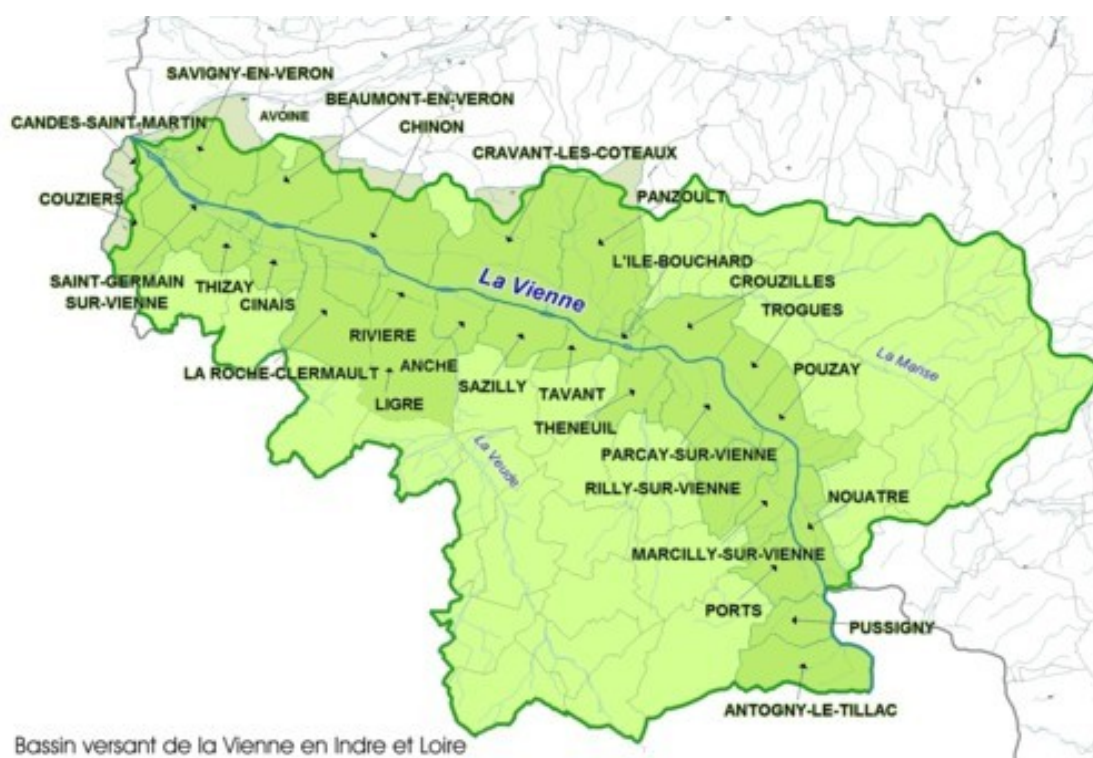 SAVIGNY-EN-VERON
BEAUMONT-EN-VERON
AVOINE
CANDES-SAINT-MARTIN
CHINON
CRAVANT-LES-COTEAUX
COUZIERS
PANZOULT
L'ILE-BOUCHARD
SAINT-GERMAIN
SUR-VIENNE
THIZAY
CINAIS
La Vienne
CROUZILLES
TROGUES
RIVIERE
La Manse
LA ROCHE-CLERMAULT
ANCHE
SAZILLY
TAVANT
POUZAY
LIGRE
THENEUIL
La Veude
PARCAY-SUR-VIENNE
RILLY-SUR-VIENNE
NOUATRE
MARCILLY-SUR-VIENNE
PORTS
PUSSIGNY
ANTOGNY-LE-TILLAC
Bassin versant de la Vienne en Indre et Loire